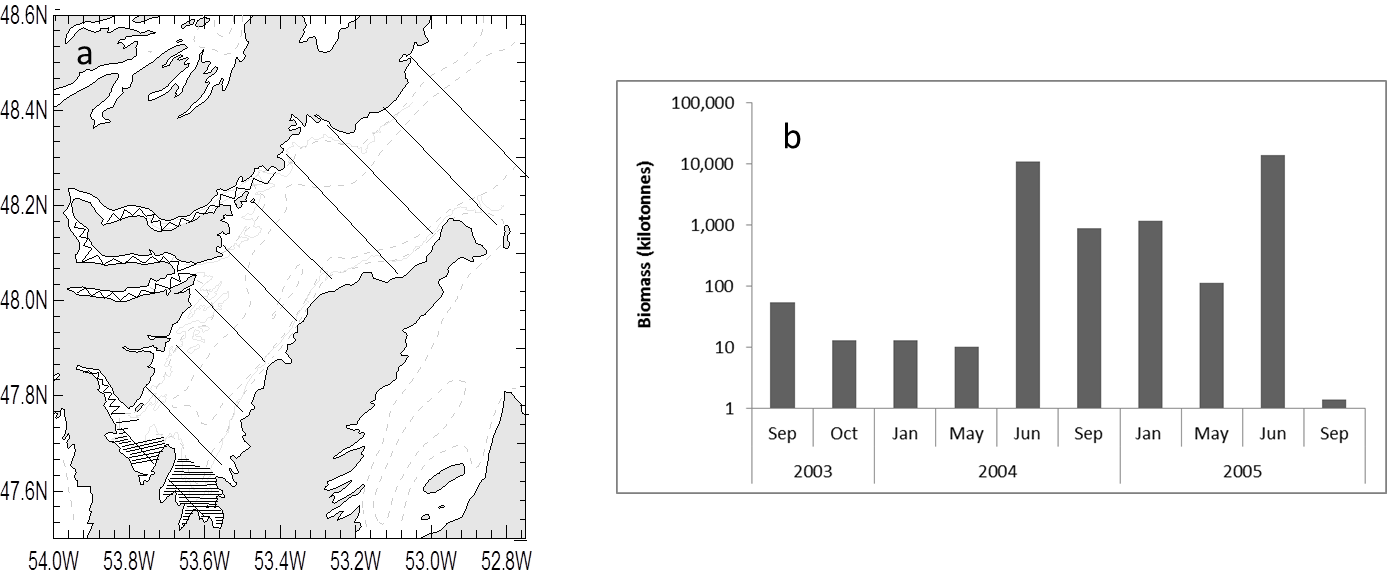 48.6N
a
48.4N
48.2N
48.0N
47.8N
47.6N
54.0W 53.8W 53.6W 53.4W 53.2W 53.0W 52.8W
b
Biomass (kilotonnes)
100,000
10,000
1,000
100
10
1
Sep Oct Jan May Jun Sep Jan May Jun Sep
2003 2004 2005